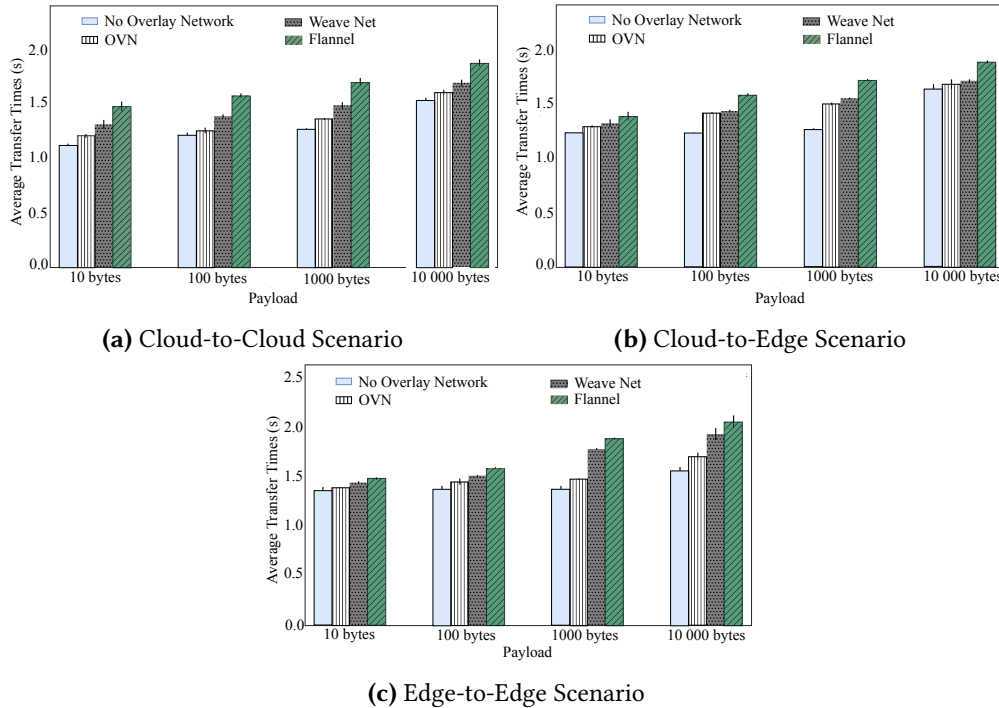 No Overlay Network
OVN
Weave Net
Flannel
Average Transfer Times (s)
2.0
1.5
1.0
0.5
0.0
10 bytes 100 bytes 1000 bytes 10 000 bytes
Payload
(a) Cloud-to-Cloud Scenario
No Overlay Network
OVN
Weave Net
Flannel
Average Transfer Times (s)
2.0
1.5
1.0
0.5
0.0
10 bytes 100 bytes 1000 bytes 10 000 bytes
Payload
(b) Cloud-to-Edge Scenario
No Overlay Network
OVN
Weave Net
Flannel
Average Transfer Times (s)
2.5
2.0
1.5
1.0
0.5
0.0
10 bytes 100 bytes 1000 bytes 10 000 bytes
Payload
(c) Edge-to-Edge Scenario